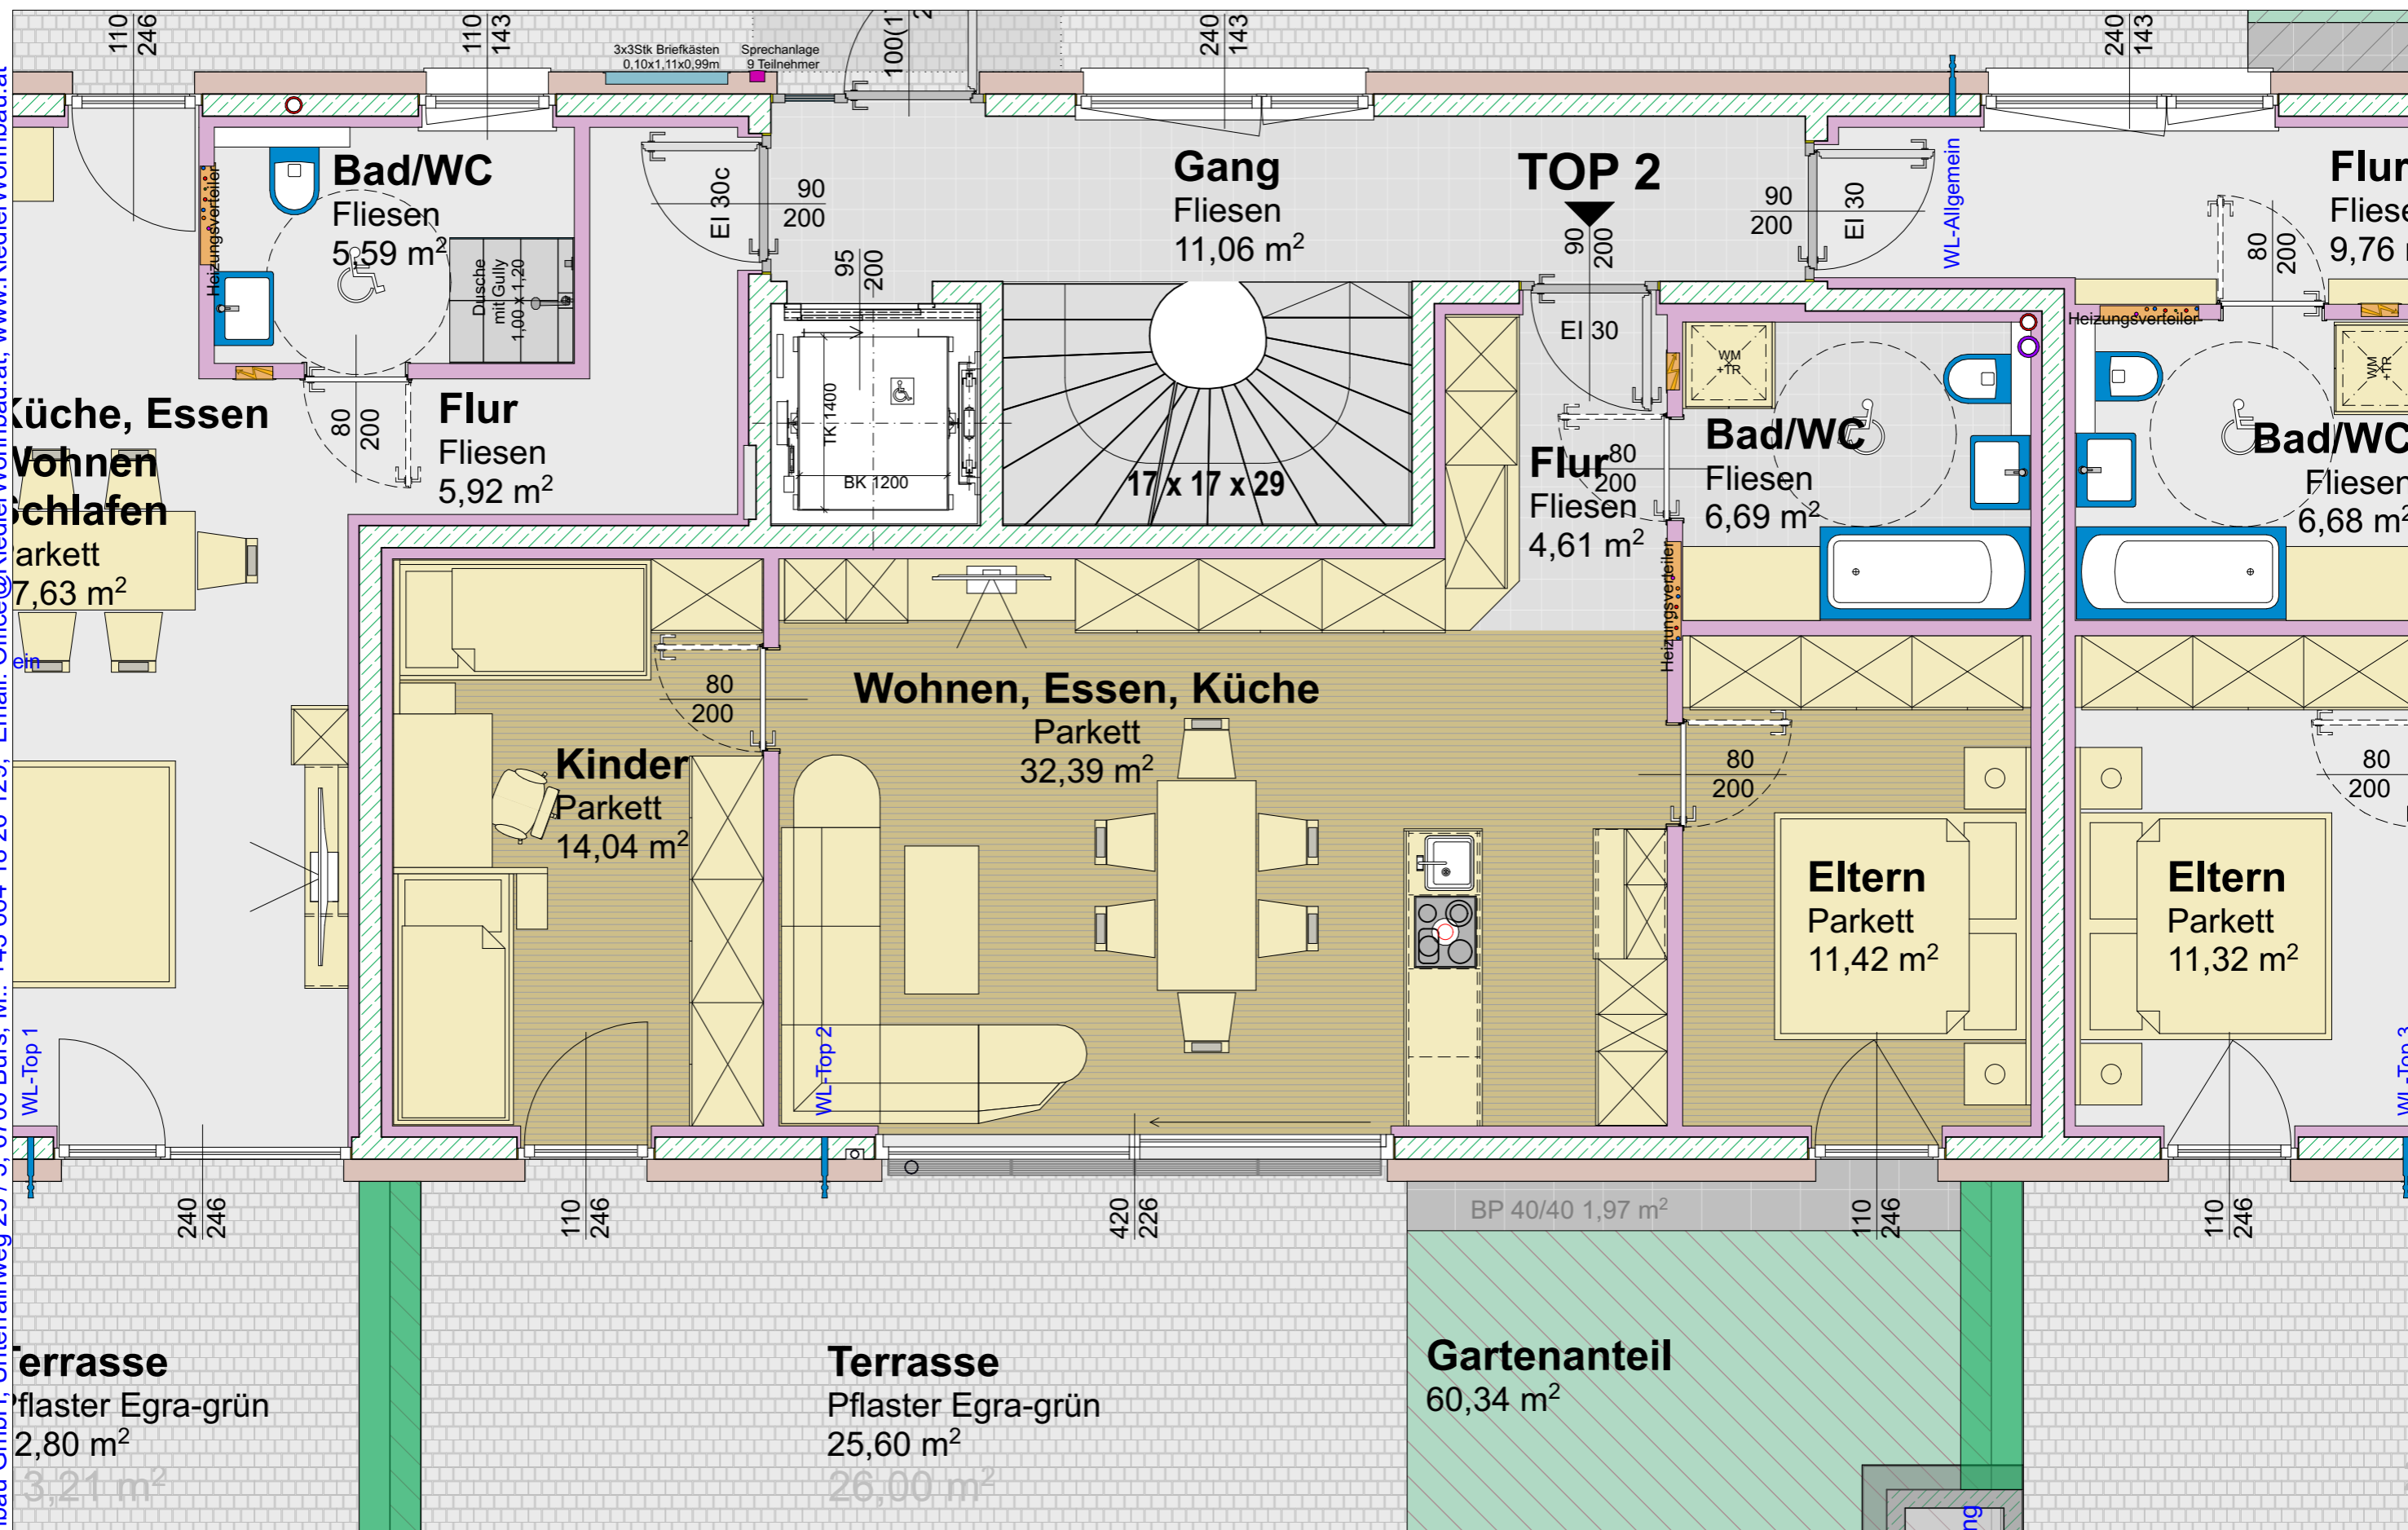 110
246
110
143
3x3Stk Briefkästen
0,10x1,11x0,99m
Sprechanlage
9 Teilnehmer
240
143
240
143
Bad/WC
Fliesen
5,59 m²
Heizungsverteiler
Dusche
mit Gully
1,00 x 1,20
EI 30c
90
200
95
200
Gang
Fliesen
11,06 m²
TOP 2
90
200
90
200
EI 30
WL-Allgemein
Flur
9,76
80
200
EI 30
Heizungsverteiler
WM
+TR
WM
+TR
Küche, Essen
Wohnen
Schlafen
7,63 m²
80
200
Flur
Fliesen
5,92 m²
TK 1400
BK 1200
17 x 17 x 29
Flur
Fliesen
4,61 m²
80
200
Bad/WC
Fliesen
6,69 m²
Bad/WC
Fliesen
6,68 m²
Heizungsverteiler
80
200
Kinder
Parkett
14,04 m²
Wohnen, Essen, Küche
Parkett
32,39 m²
80
200
80
200
Eltern
Parkett
11,42 m²
Eltern
Parkett
11,32 m²
WL-Top 1
WL-Top 2
WL-Top 3
240
246
110
246
420
226
BP 40/40 1,97 m²
110
246
110
246
Terrasse
Pflaster Egra-grün
2,80 m²
3,21 m²
Terrasse
Pflaster Egra-grün
25,60 m²
26,00 m²
Gartenanteil
60,34 m²